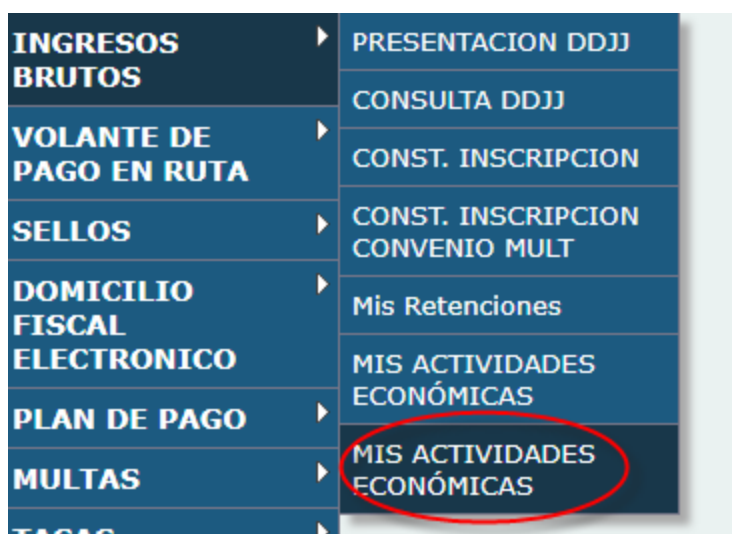 INGRESOS
BRUTOS
VOLANTE DE
PAGO EN RUTA
SELLOS
DOMICILIO
FISCAL
ELECTRONICO
PLAN DE PAGO
MULTAS
TASAS
PRESENTACION DDJJ
CONSULTA DDJJ
CONST. INSCRIPCION
CONST. INSCRIPCION
CONVENIO MULT
Mis Retenciones
MIS ACTIVIDADES
ECONÓMICAS
MIS ACTIVIDADES
ECONÓMICAS